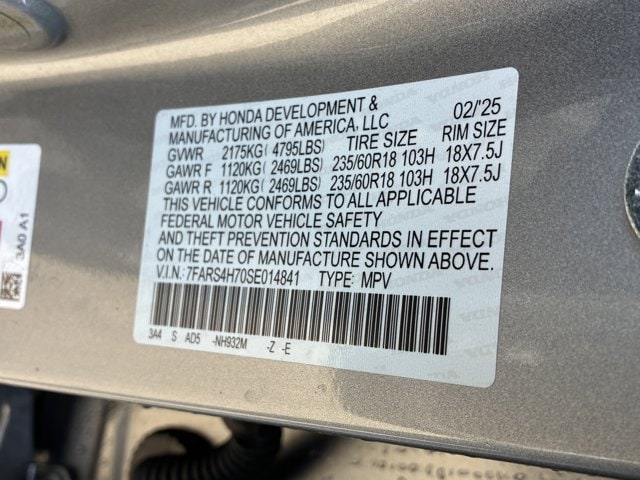 MFD. BY HONDA DEVELOPMENT & 02/'25
MANUFACTURING OF AMERICA, LLC
GVWR 2175KG( 4795LBS) TIRE SIZE RIM SIZE
GAWR F 1120KG( 2469LBS) 235/60R18 103H 18X7.5J
GAWR R 1120KG( 2469LBS) 235/60R18 103H 18X7.5J
THIS VEHICLE CONFORMS TO ALL APPLICABLE
FEDERAL MOTOR VEHICLE SAFETY
AND THEFT PREVENTION STANDARDS IN EFFECT
ON THE DATE OF MANUFACTURE SHOWN ABOVE.
V.I.N: 7FARS4H70SE014841 TYPE: MPV
3A4 S AD5 -NH932M -Z -E
3A0 A1